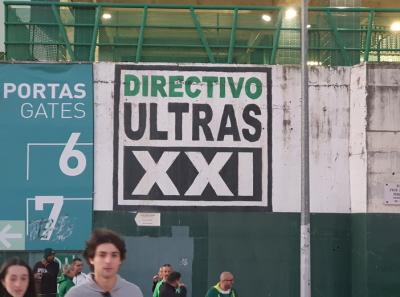 PORTAS
GATES
6
7
DIRECTIVO
ULTRAS
XXI